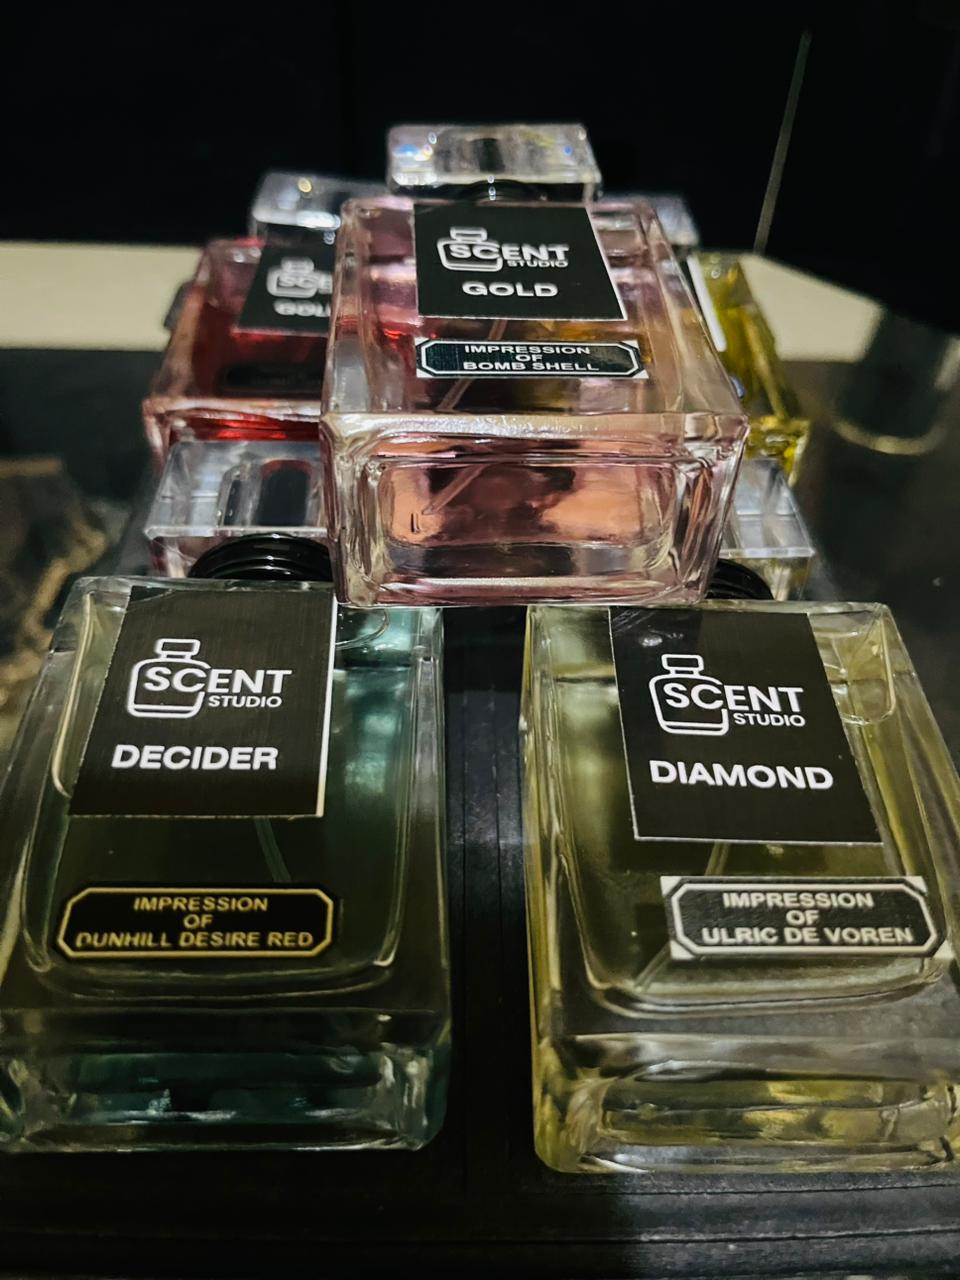 SCENT
STUDIO
GOLD
IMPRESSION
OF
BOMB SHELL
SCENT
STUDIO
DECIDER
IMPRESSION
OF
DUNHILL DESIRE RED
SCENT
STUDIO
DIAMOND
IMPRESSION
OF
ULRIC DE VOREN